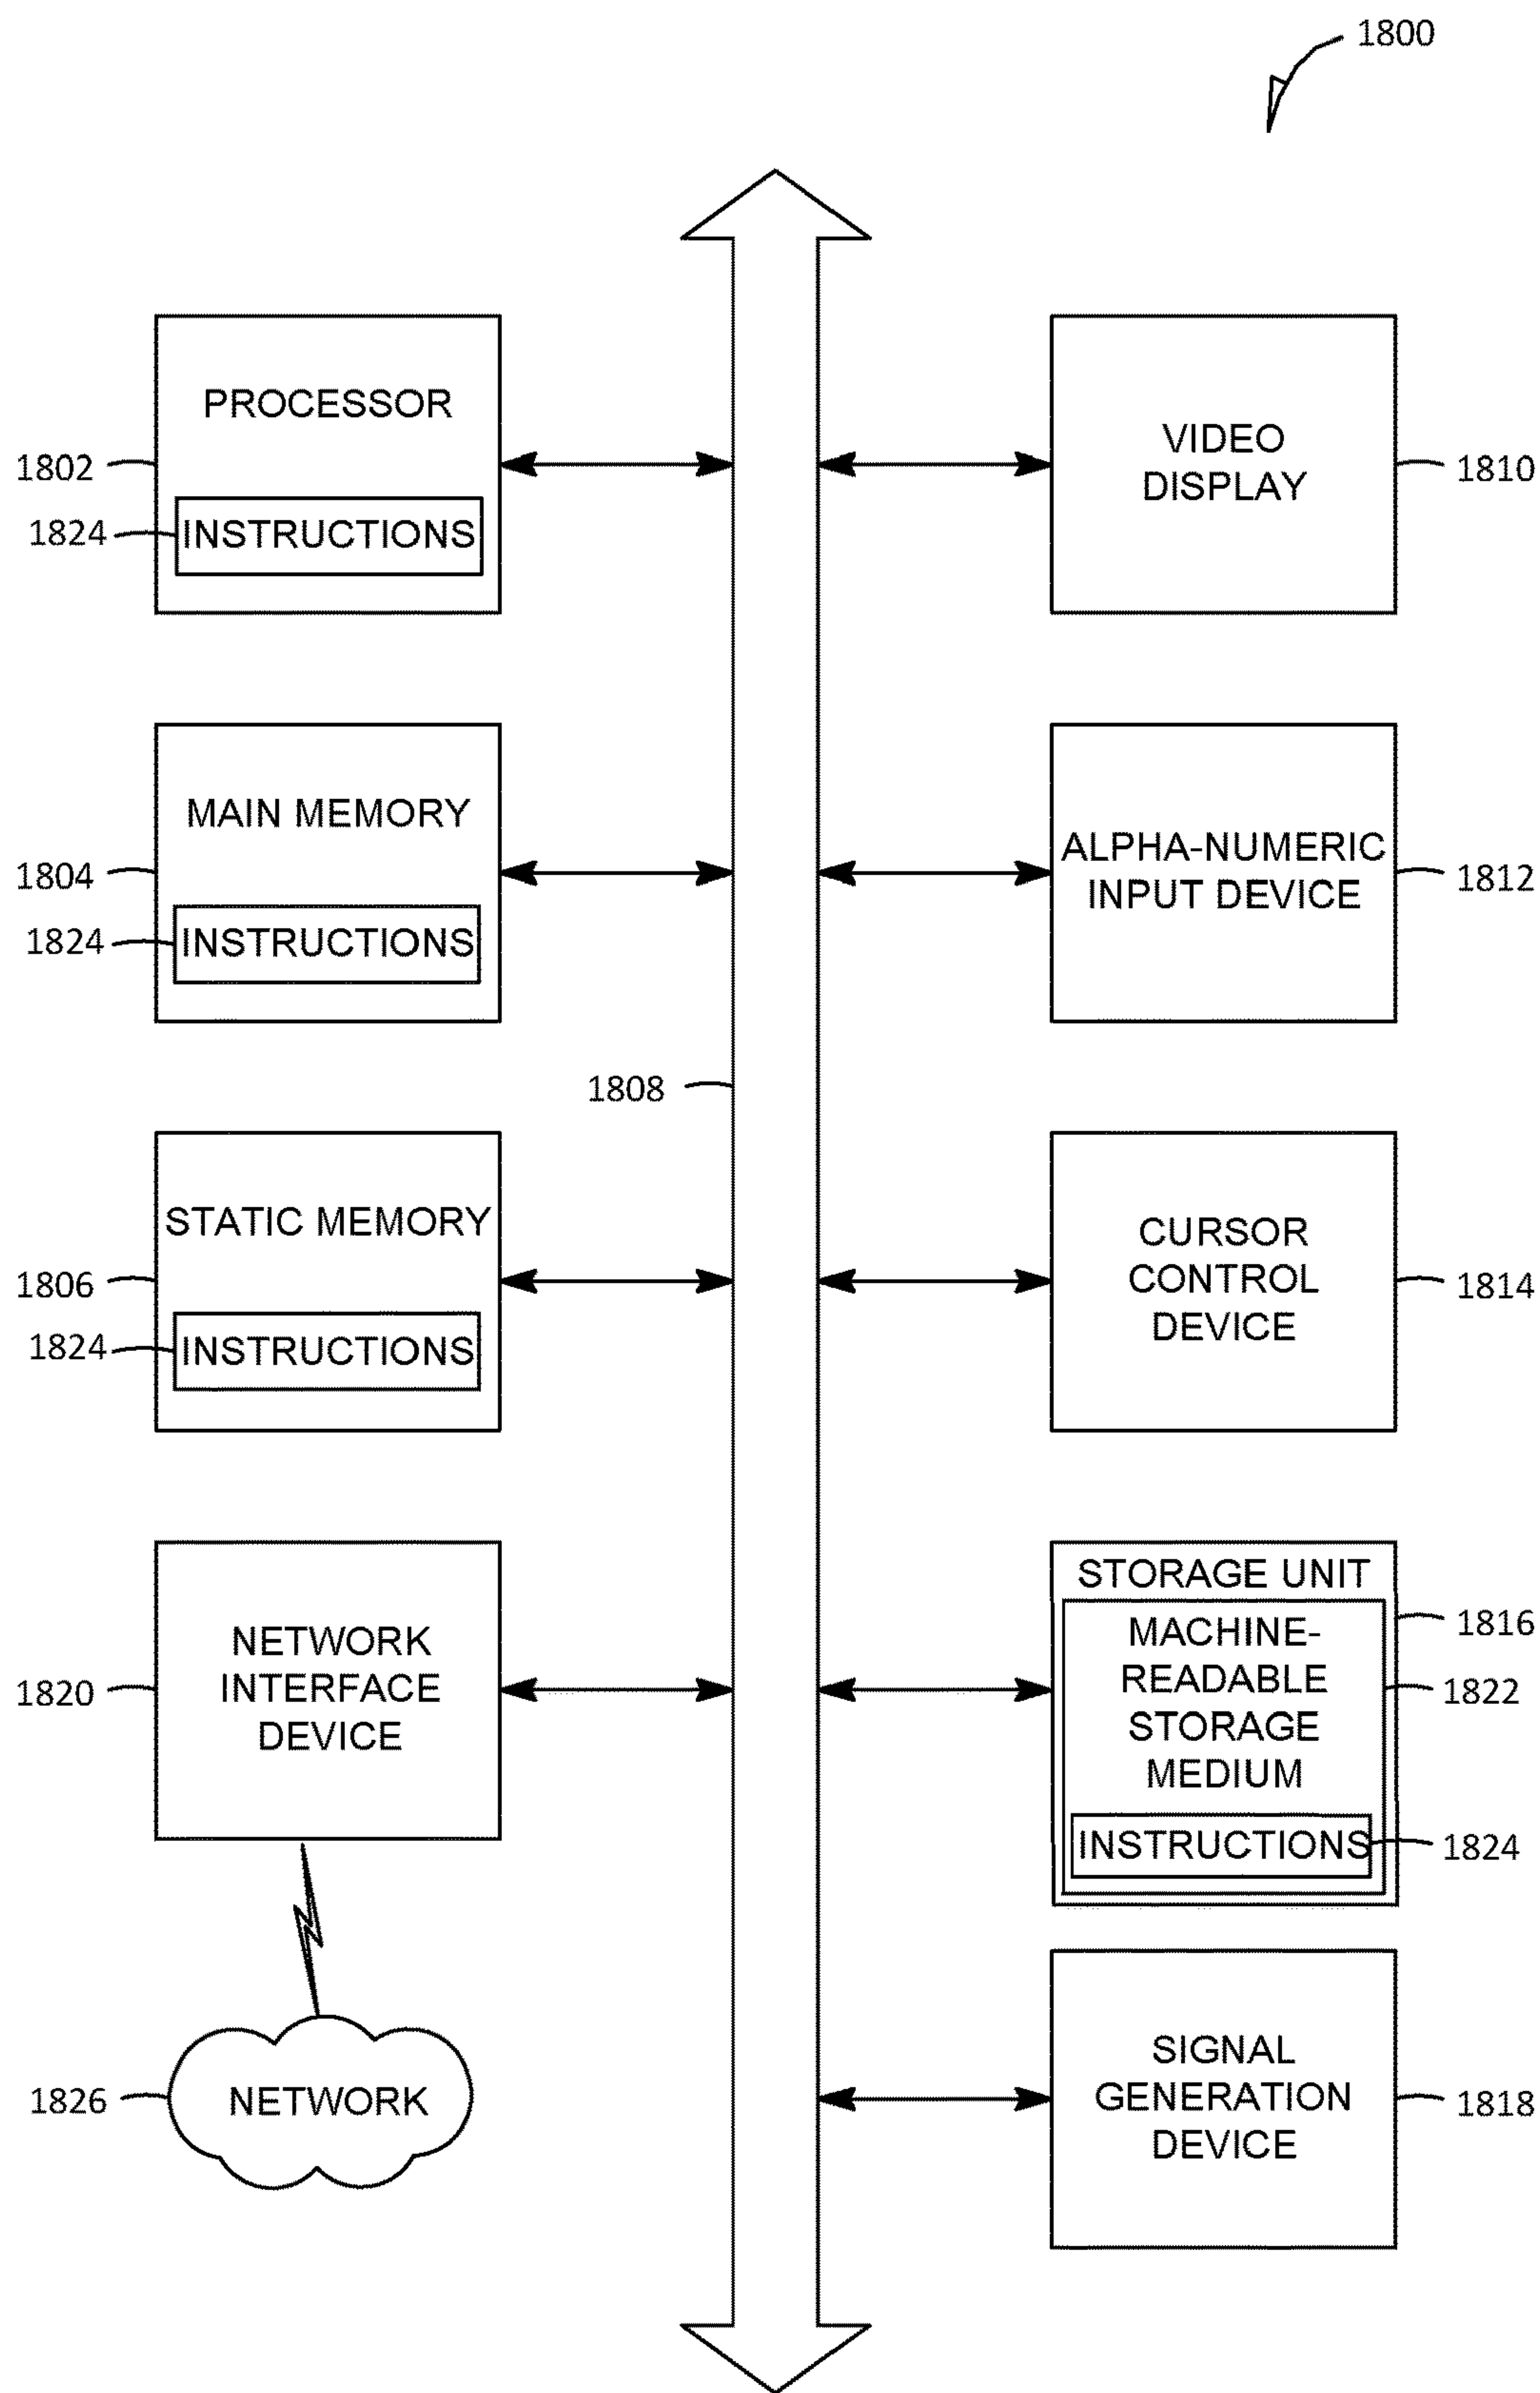 1800
PROCESSOR
1802
1824
INSTRUCTIONS
VIDEO
DISPLAY
1810
MAIN MEMORY
1804
1824
INSTRUCTIONS
ALPHA-NUMERIC
INPUT DEVICE
1812
1808
STATIC MEMORY
1806
1824
INSTRUCTIONS
CURSOR
CONTROL
DEVICE
1814
NETWORK
INTERFACE
DEVICE
1820
STORAGE UNIT
1816
MACHINE-
READABLE
STORAGE
MEDIUM
1822
INSTRUCTIONS
1824
1826
NETWORK
SIGNAL
GENERATION
DEVICE
1818